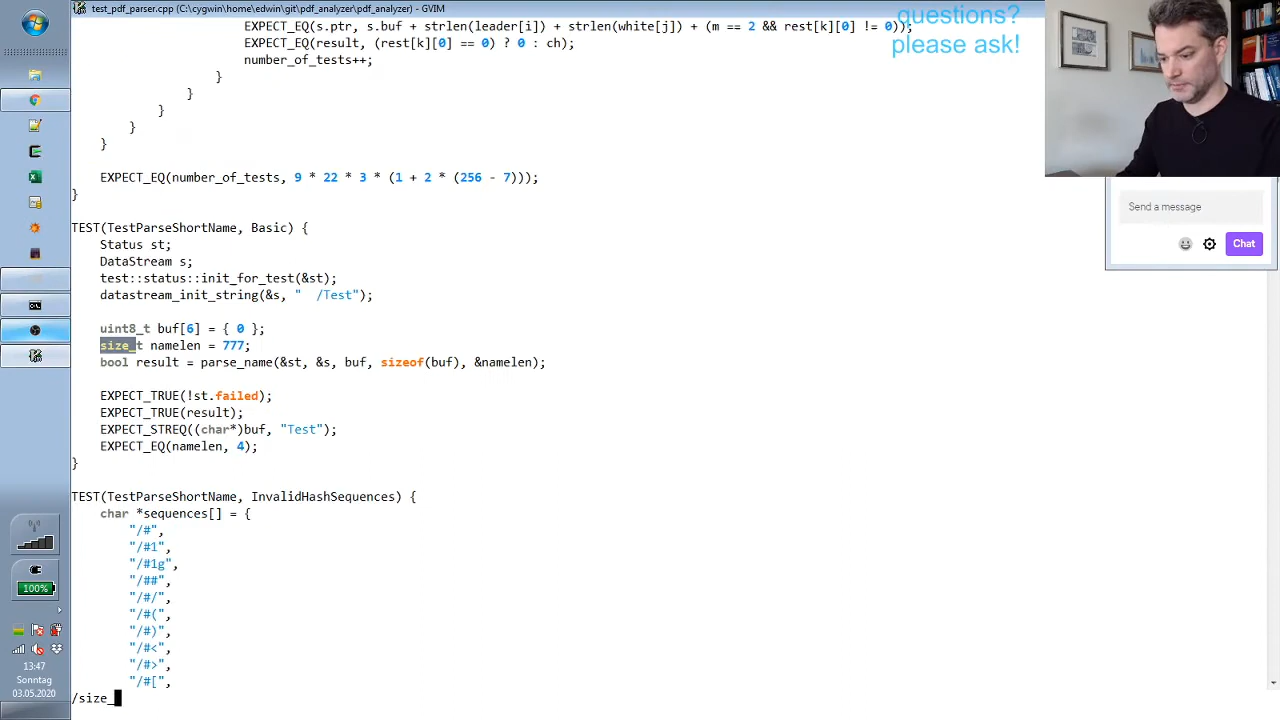 test_pdf_parser.cpp (C:\cygwin\home\edwin\git\pdf_analyzer\pdf_analyzer) - GVIM
EXPECT_EQ(s.ptr, s.buf + strlen(leader[i]) + strlen(white[j]) + (m == 2 && rest[k][0] != 0));
EXPECT_EQ(result, (rest[k][0] == 0) ? 0 : ch);
number_of_tests++;
}
}
}
}
}
EXPECT_EQ(number_of_tests, 9 * 22 * 3 * (1 + 2 * (256 - 7)));
}
TEST(TestParseShortName, Basic) {
Status st;
DataStream s;
test::status::init_for_test(&st);
datastream_init_string(&s, "  /Test");
uint8_t buf[6] = { 0 };
size_t namelen = 777;
bool result = parse_name(&st, &s, buf, sizeof(buf), &namelen);
EXPECT_TRUE(!st.failed);
EXPECT_TRUE(result);
EXPECT_STREQ((char*)buf, "Test");
EXPECT_EQ(namelen, 4);
}
TEST(TestParseShortName, InvalidHashSequences) {
char *sequences[] = {
"/#",
"/#1",
"/#1g",
"/##",
"/#/",
"/#(",
"/#)",
"/#<",
"/#>",
"/#[",
/size_
questions?
please ask!
Send a message
Chat
100%
13:47
Sonntag
03.05.2020